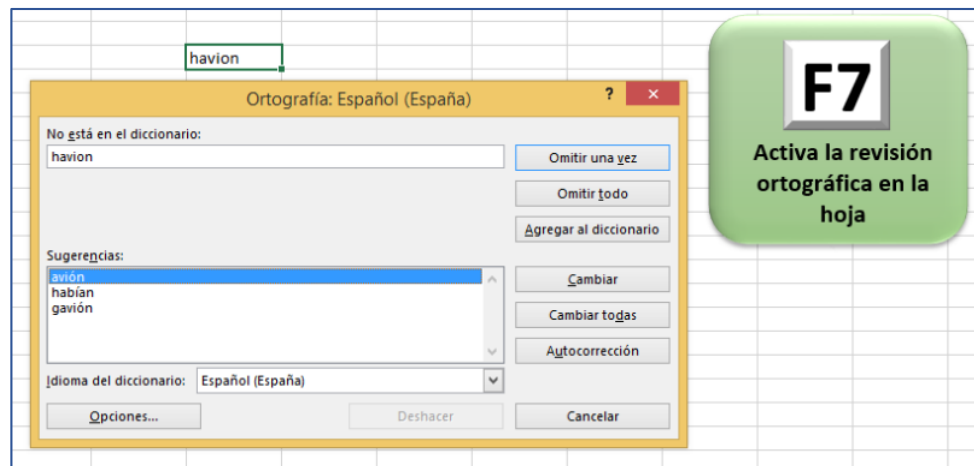 havion
Ortografía: Español (España)
?
×
No está en el diccionario:
havion
Omitir una vez
Omitir todo
Agregar al diccionario
Sugerencias:
avión
habían
gavión
Cambiar
Cambiar todas
Autocorrección
Idioma del diccionario:
Español (España)
Opciones...
Deshacer
Cancelar
F7
Activa la revisión
ortográfica en la
hoja